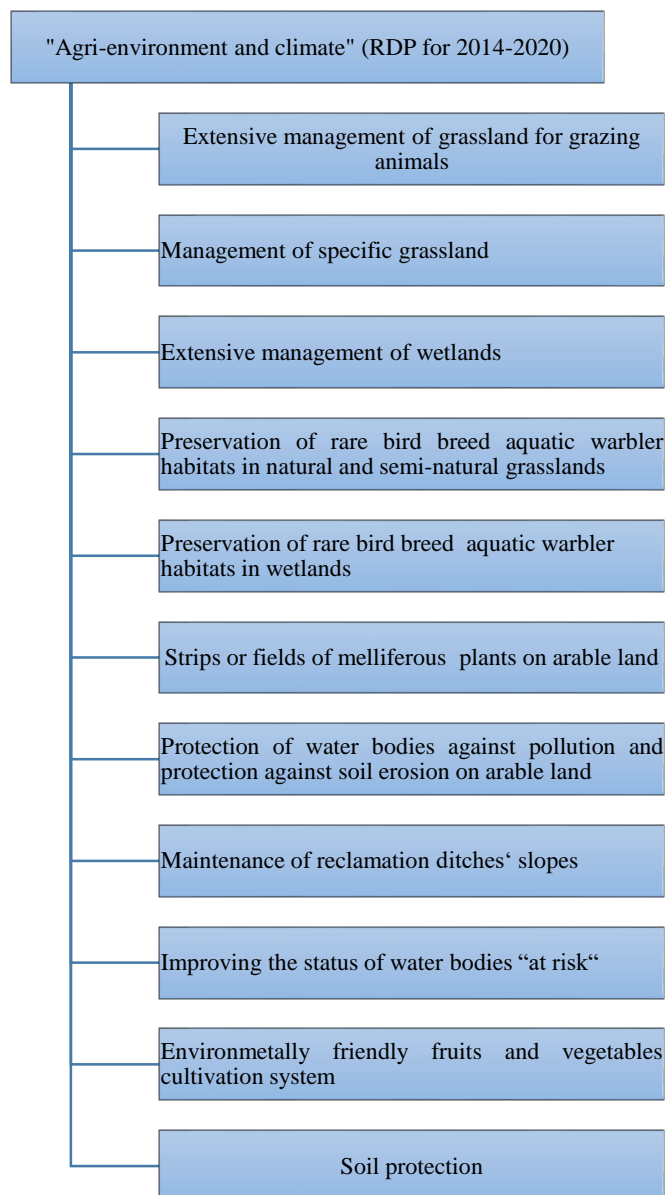 "Agri-environment and climate" (RDP for 2014-2020)
Extensive management of grassland for grazing
animals
Management of specific grassland
Extensive management of wetlands
Preservation of rare bird breed aquatic warbler
habitats in natural and semi-natural grasslands
Preservation of rare bird breed  aquatic warbler
habitats in wetlands
Strips or fields of melliferous  plants on arable land
Protection of water bodies against pollution and
protection against soil erosion on arable land
Maintenance of reclamation ditches‘ slopes
Improving the status of water bodies “at risk“
Environmetally friendly fruits and vegetables
cultivation system
Soil protection